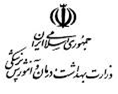 جمهوری اسلامی ایران
وزارت بهداشت درمان و آموزش پزشکی